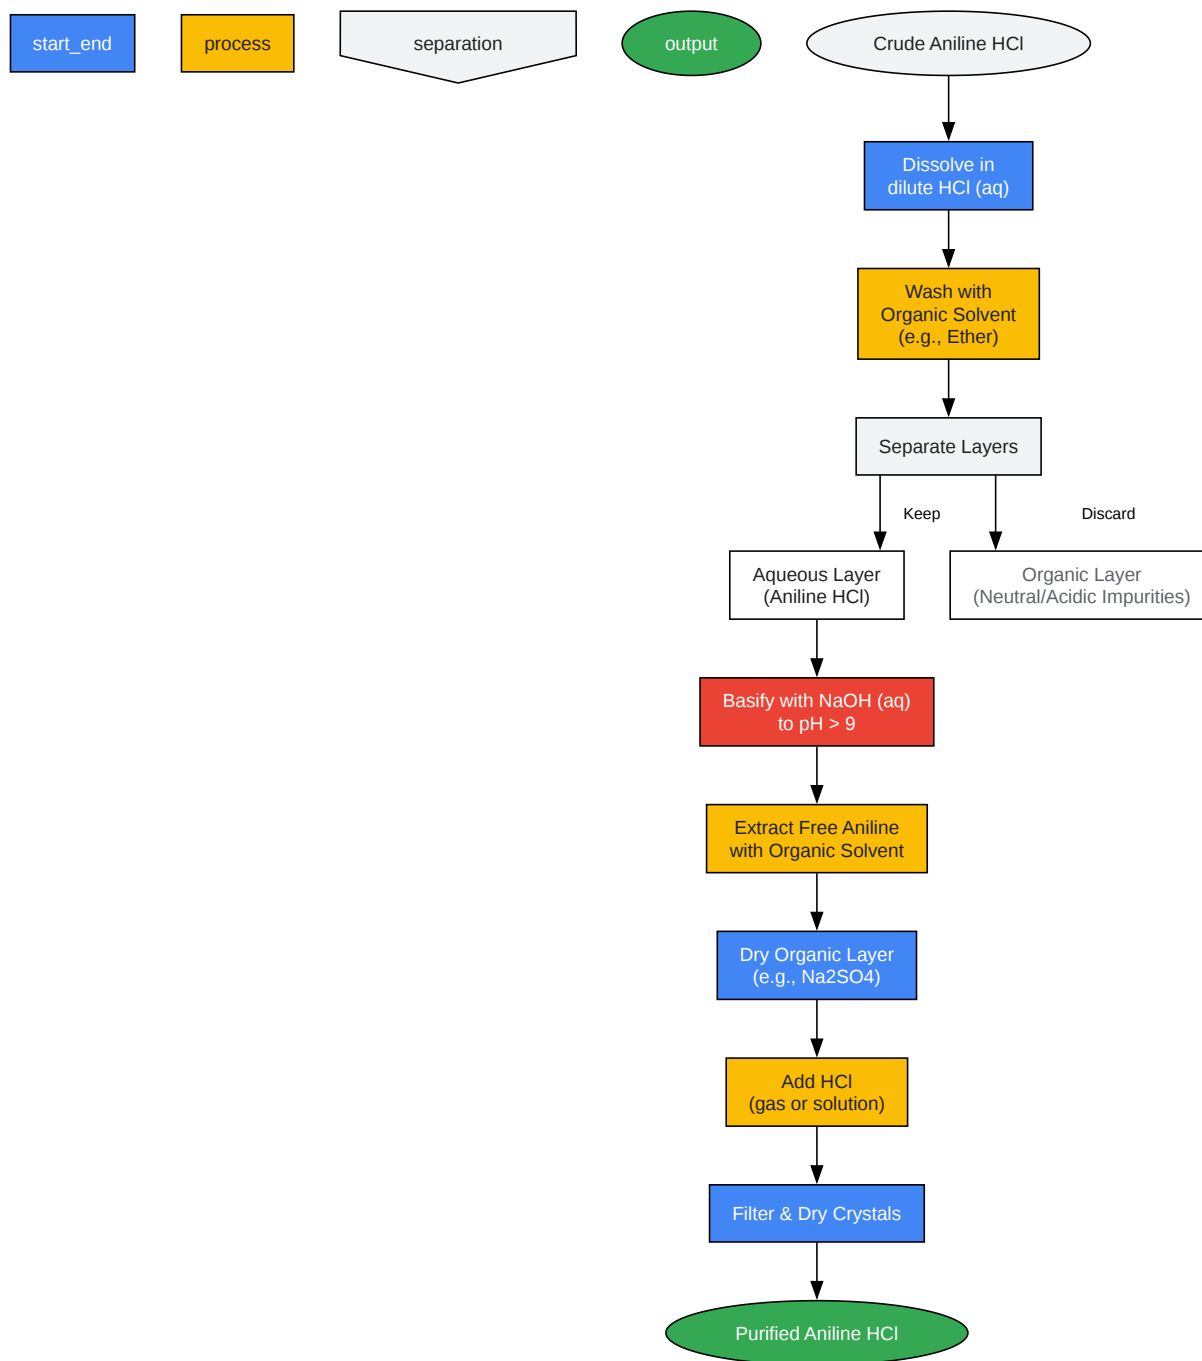 start_end
process
separation
output
Crude Aniline HCl
Dissolve in
dilute HCl (aq)
Wash with
Organic Solvent
(e.g., Ether)
Separate Layers
Keep
Discard
Aqueous Layer
(Aniline HCl)
Organic Layer
(Neutral/Acidic Impurities)
Basify with NaOH (aq)
to pH > 9
Extract Free Aniline
with Organic Solvent
Dry Organic Layer
(e.g., Na2SO4)
Add HCl
(gas or solution)
Filter & Dry Crystals
Purified Aniline HCl